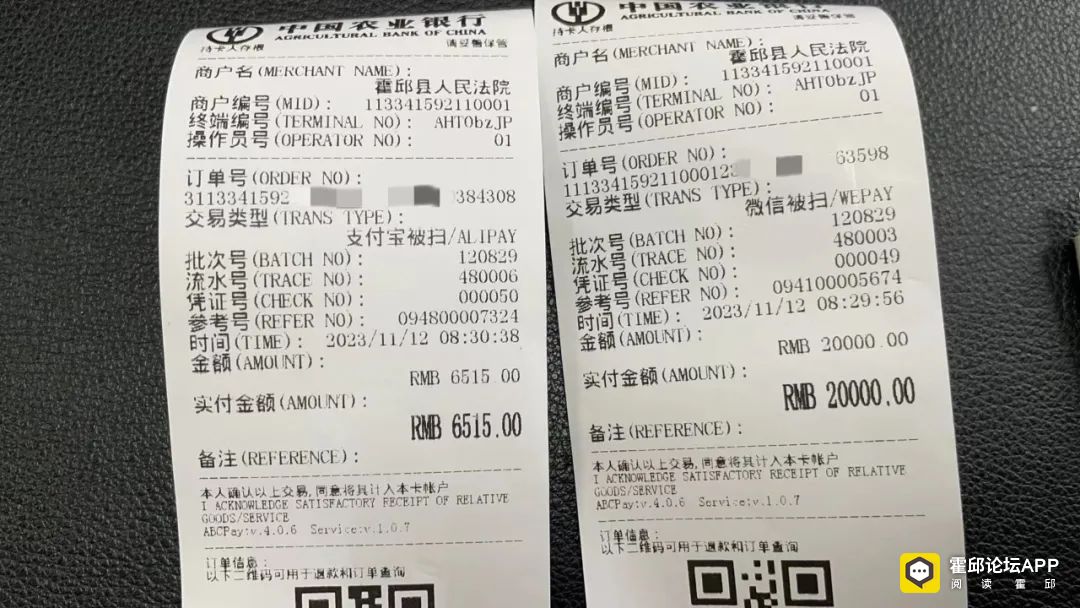 中国农业银行
AGRICULTURAL BANK OF CHINA
持卡人存根 请妥善保管
商户名(MERCHANT NAME):
霍邱县人民法院
商户编号(MID): 113341592110001
终端编号(TERMINAL NO): AHTObzJP
操作员号(OPERATOR NO): 01
订单号(ORDER NO):
3113341592 384308
交易类型(TRANS TYPE):
支付宝被扫/ALIPAY
批次号(BATCH NO): 120829
流水号(TRACE NO): 480006
凭证号(CHECK NO): 000050
参考号(REFER NO): 094800007324
时间(TIME): 2023/11/12 08:30:38
金额(AMOUNT):
RMB 6515.00
实付金额(AMOUNT):
RMB 6515.00
备注(REFERENCE):
本人确认以上交易,同意将其计入本卡帐户
I ACKNOWLEDGE SATISFACTORY RECEIPT OF RELATIVE
GOODS/SERVICE
ABCPay:v.4.0.6 Service:v.1.0.7
订单信息:
以下二维码可用于退款和订单查询
中国农业银行
AGRICULTURAL BANK OF CHINA
持卡人存根 请妥善保管
商户名(MERCHANT NAME):
霍邱县人民法院
商户编号(MID): 113341592110001
终端编号(TERMINAL NO): AHTObzJP
操作员号(OPERATOR NO): 01
订单号(ORDER NO):
11133415921100012 63598
交易类型(TRANS TYPE):
微信被扫/WEPAY
批次号(BATCH NO): 120829
流水号(TRACE NO): 480003
凭证号(CHECK NO): 000049
参考号(REFER NO): 094100005674
时间(TIME): 2023/11/12 08:29:56
金额(AMOUNT):
RMB 20000.00
实付金额(AMOUNT):
RMB 20000.00
备注(REFERENCE):
本人确认以上交易,同意将其计入本卡帐户
I ACKNOWLEDGE SATISFACTORY RECEIPT OF RELATIVE
GOODS/SERVICE
ABCPay:v.4.0.6 Service:v.1.0.7
订单信息:
以下二维码可用于退款和订单查询
霍邱论坛APP
阅读霍邱